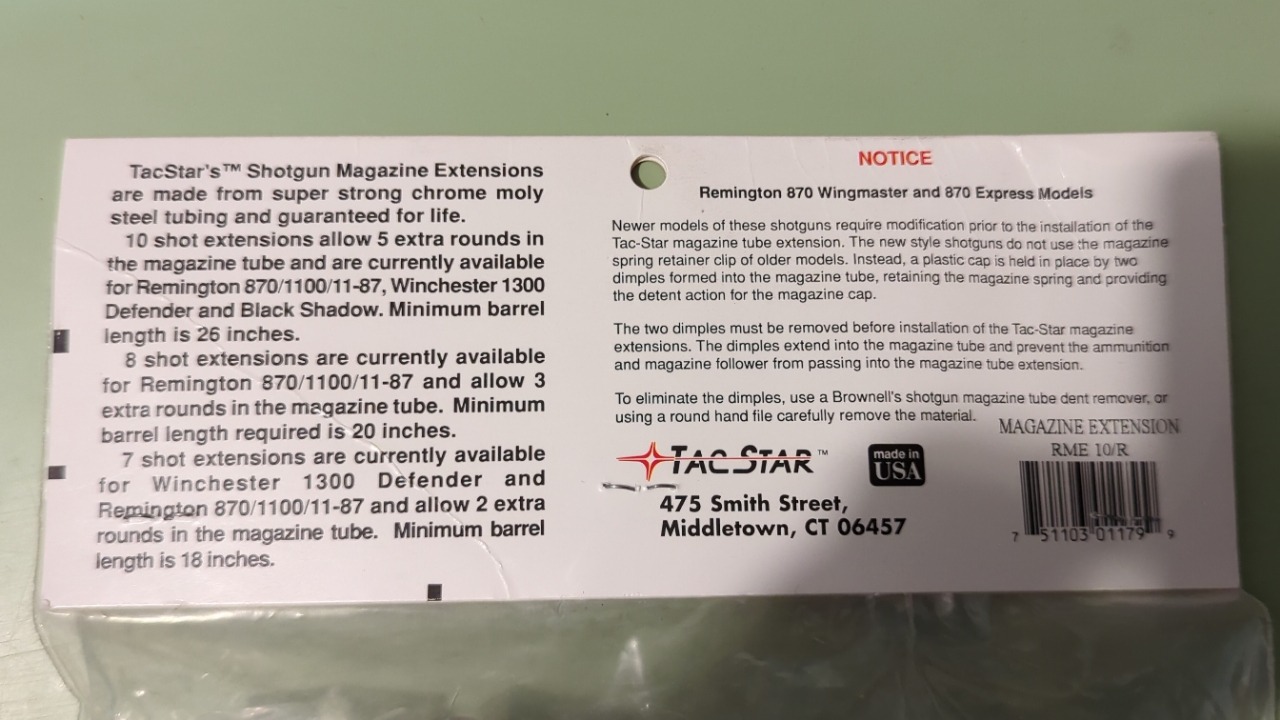 TacStar's™ Shotgun Magazine Extensions
are made from super strong chrome moly
steel tubing and guaranteed for life.
10 shot extensions allow 5 extra rounds in
the magazine tube and are currently available
for Remington 870/1100/11-87, Winchester 1300
Defender and Black Shadow. Minimum barrel
length is 26 inches.
8 shot extensions are currently available
for Remington 870/1100/11-87 and allow 3
extra rounds in the magazine tube. Minimum
barrel length required is 20 inches.
7 shot extensions are currently available
for Winchester 1300 Defender and
Remington 870/1100/11-87 and allow 2 extra
rounds in the magazine tube. Minimum barrel
length is 18 inches.
NOTICE
Remington 870 Wingmaster and 870 Express Models
Newer models of these shotguns require modification prior to the installation of the
Tac-Star magazine tube extension. The new style shotguns do not use the magazine
spring retainer clip of older models. Instead, a plastic cap is held in place by two
dimples formed into the magazine tube, retaining the magazine spring and providing
the detent action for the magazine cap.
The two dimples must be removed before installation of the Tac-Star magazine
extensions. The dimples extend into the magazine tube and prevent the ammunition
and magazine follower from passing into the magazine tube extension.
To eliminate the dimples, use a Brownell's shotgun magazine tube dent remover, or
using a round hand file carefully remove the material.
TAC STAR™
made in
USA
475 Smith Street,
Middletown, CT 06457
MAGAZINE EXTENSION
RME 10/R
7 51103 01179 9